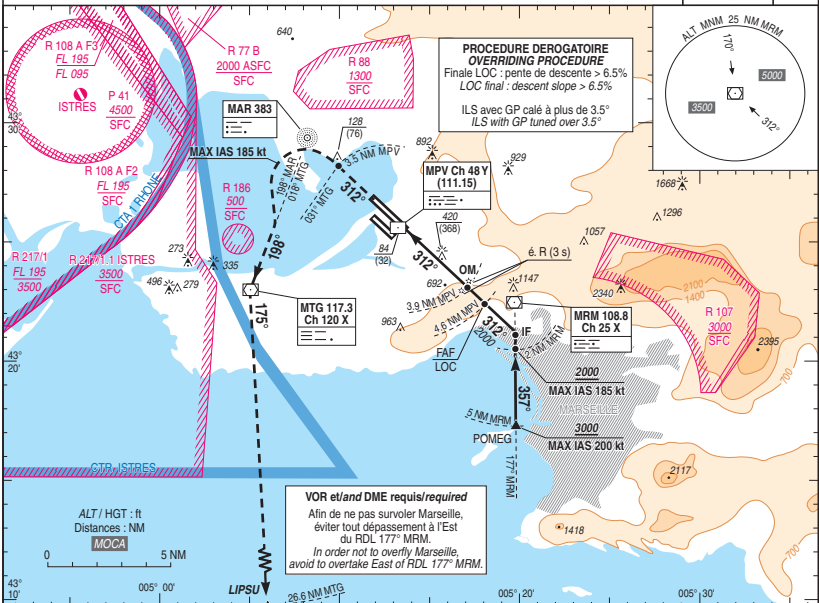 R 108 A F3
FL 195
FL 095
P 41
4500
SFC
ISTRES
R 77 B
2000 ASFC
SFC
640
R 88
1300
SFC
PROCEDURE DEROGATOIRE
OVERRIDING PROCEDURE
Finale LOC : pente de descente > 6.5%
LOC final : descent slope > 6.5%
ILS avec GP calé à plus de 3.5°
ILS with GP tuned over 3.5°
ALT MNM 25 NM MRM
170°
5000
3500
312°
43°
30'
MAR 383
MAX IAS 185 kt
128
(76)
3.5 NM MPV
892
929
MPV Ch 48 Y
(111.15)
1668
1296
1057
R 108 A F2
FL 195
SFC
CTA 1 RHONE
R 186
500
SFC
198° MAR
018° MTG
031° MTG
312°
198°
420
(368)
84
(32)
312°
é. R (3 s)
OM
R 217/1
FL 195
3500
R 217/1.1 ISTRES
3500
SFC
273
335
496
279
692
1147
2340
2100
1400
R 107
3000
SFC
2395
MTG 117.3
Ch 120 X
175°
963
3.9 NM MPV
4.6 NM MPV
312°
IF
MRM 108.8
Ch 25 X
FAF
LOC
2000
2 NM MRM
43°
20'
2000
MAX IAS 185 kt
MARSEILLE
357°
700
5 NM MRM
3000
MAX IAS 200 kt
POMEG
177° MRM
CTR ISTRES
2117
VOR et/and DME requis/required
Afin de ne pas survoler Marseille,
éviter tout dépassement à l'Est
du RDL 177° MRM.
In order not to overfly Marseille,
avoid to overtake East of RDL 177° MRM.
ALT / HGT : ft
Distances : NM
MOCA
0 5 NM
1418
700
43°
10'
005° 00'
LIPSU
26.6 NM MTG
005° 20'
005° 30'